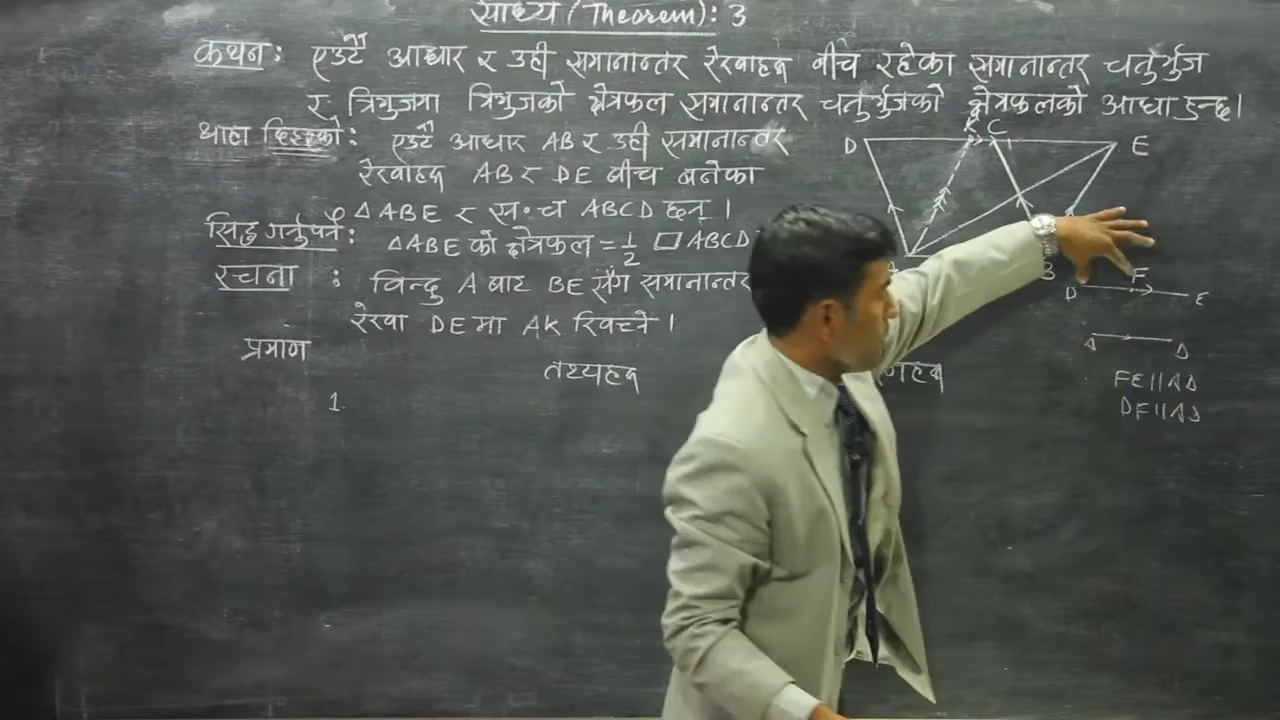 साध्य (Theorem): 3
कथन: एउटै आधार र उही समानान्तर रेखाहरू बीच रहेका समानान्तर चतुर्भुज
र त्रिभुजमा त्रिभुजको क्षेत्रफल समानान्तर चतुर्भुजको क्षेत्रफलको आधा हुन्छ।
थाहा दिइएको: एउटै आधार AB र उही समानान्तर
रेखाहरू AB र DE बीच बनेका
△ABE र स.च ABCD छन्।
सिद्ध गर्नुपर्ने: △ABE को क्षेत्रफल = 1/2 ▱ABCD
रचना : विन्दु A बाट BE सँग समानान्तर
रेखा DE मा AK खिच्ने।
प्रमाण
तथ्यहरू
1.
D K C E
B
D F E
A D
FE||AD
DF||AD